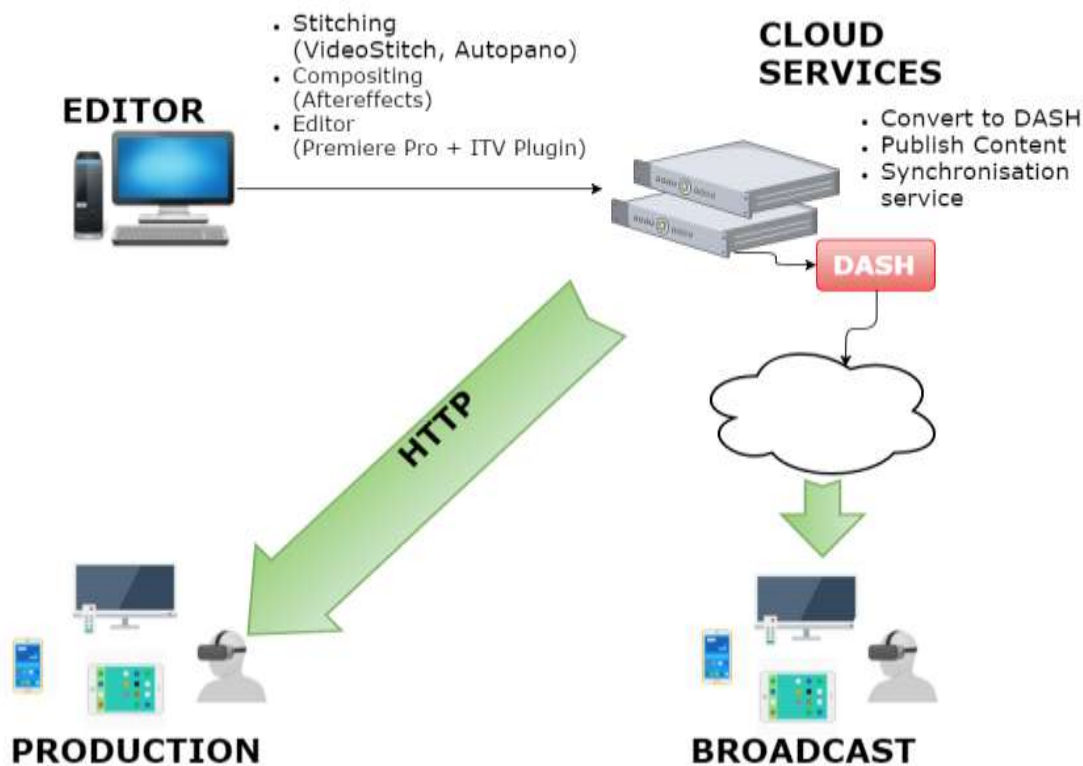 • Stitching
(VideoStitch, Autopano)
• Compositing
(Aftereffects)
• Editor
(Premiere Pro + ITV Plugin)
EDITOR
CLOUD
SERVICES
• Convert to DASH
• Publish Content
• Synchronisation
service
DASH
HTTP
PRODUCTION
BROADCAST